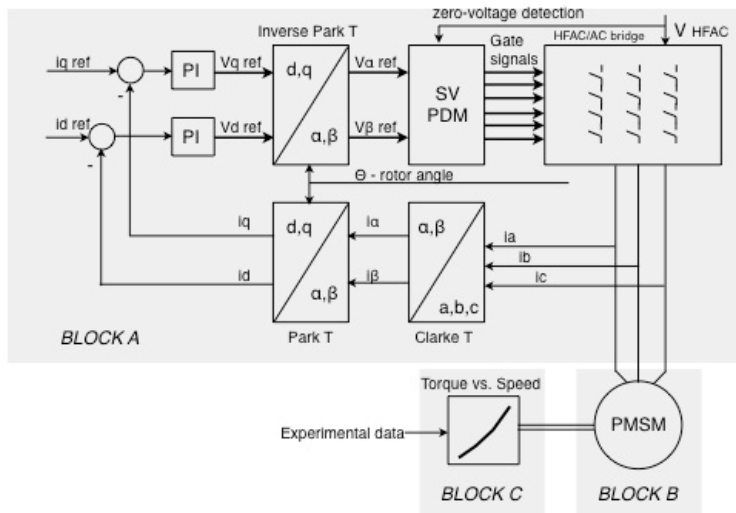 zero-voltage detection
Inverse Park T
Gate signals
HFAC/AC bridge
V HFAC
iq ref
-
PI
Vq ref
d,q
α,β
Vα ref
SV PDM
id ref
-
PI
Vd ref
Vβ ref
Θ - rotor angle
iq
d,q
α,β
iα
α,β
a,b,c
ia
ib
ic
id
iβ
BLOCK A
Park T
Clarke T
Torque vs. Speed
Experimental data
PMSM
BLOCK C
BLOCK B